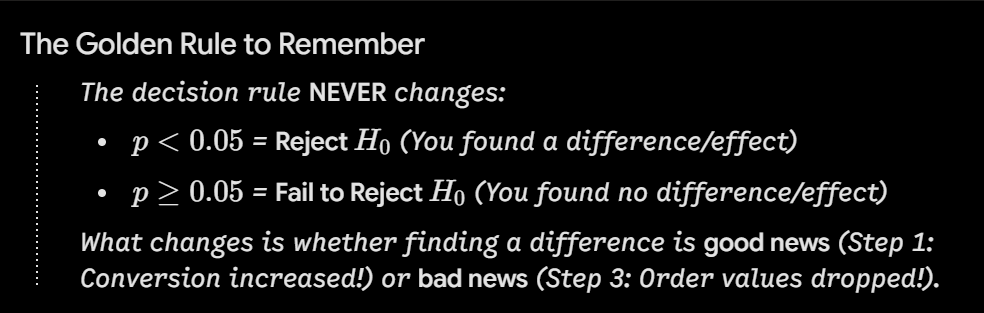 The Golden Rule to Remember
The decision rule NEVER changes:
• p < 0.05 = Reject H₀ (You found a difference/effect)
• p ≥ 0.05 = Fail to Reject H₀ (You found no difference/effect)
What changes is whether finding a difference is good news (Step 1:
Conversion increased!) or bad news (Step 3: Order values dropped!).